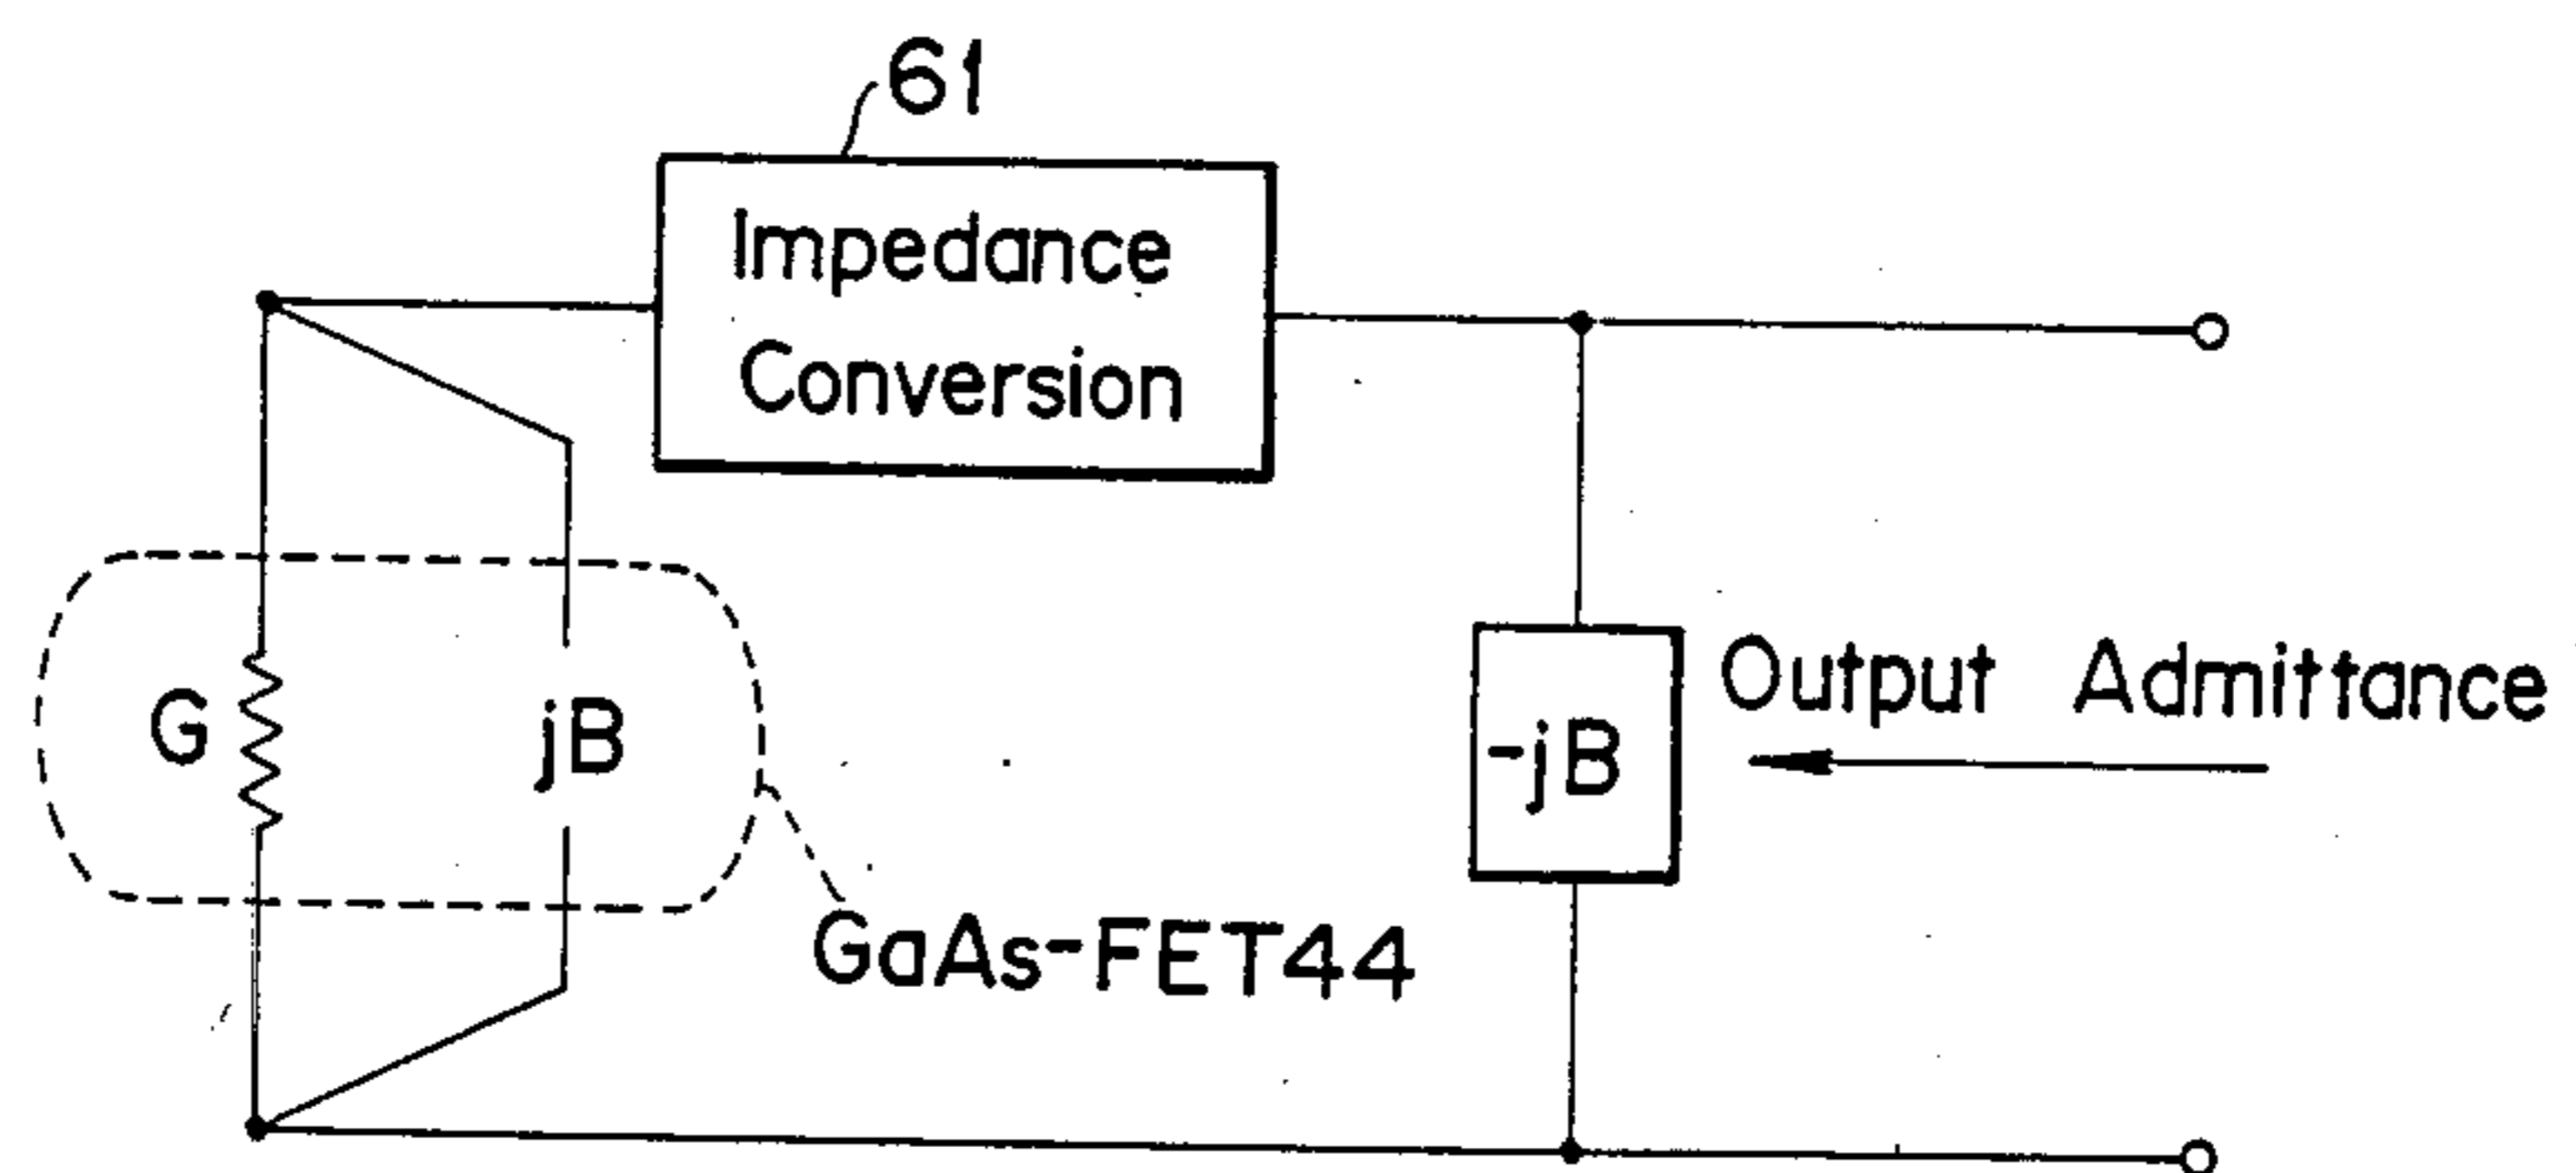 61
Impedance
Conversion
G
jB
-jB
Output Admittance
GaAs-FET44